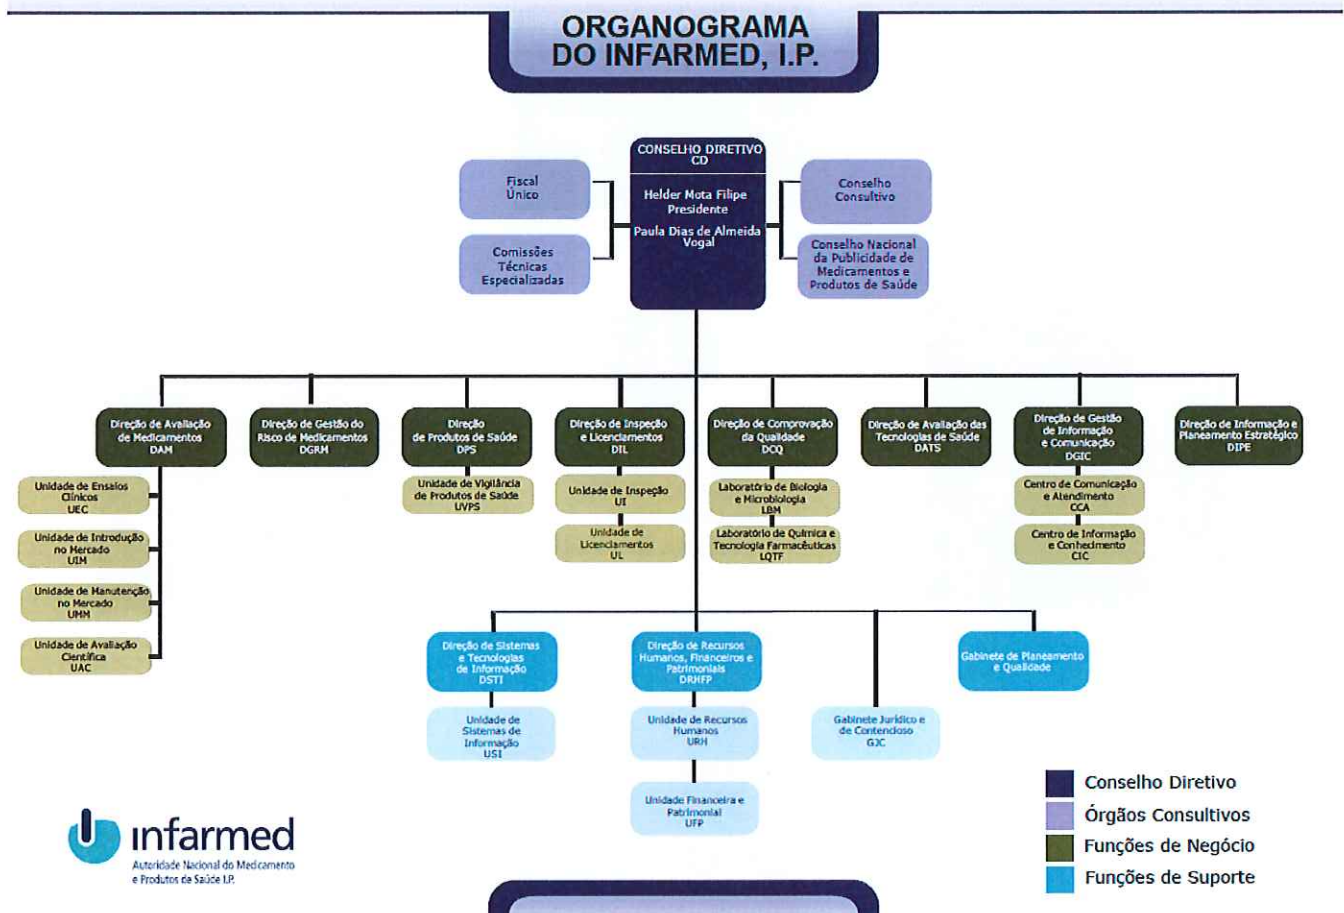 ORGANOGRAMA
DO INFARMED, I.P.
CONSELHO DIRETIVO
CD
Helder Mota Filipe
Presidente
Paula Dias de Almeida
Vogal
Fiscal
Único
Comissões
Técnicas
Especializadas
Conselho
Consultivo
Conselho Nacional
da Publicidade de
Medicamentos e
Produtos de Saúde
Direção de Avaliação
de Medicamentos
DAM
Direção de Gestão do
Risco de Medicamentos
DGRM
Direção
de Produtos de Saúde
DPS
Direção de Inspeção
e Licenciamentos
DIL
Direção de Comprovação
da Qualidade
DCQ
Direção de Avaliação das
Tecnologias de Saúde
DATS
Direção de Gestão
de Informação
e Comunicação
DGIC
Direção de Informação e
Planeamento Estratégico
DIPE
Unidade de Ensaios
Clínicos
UEC
Unidade de Introdução
no Mercado
UIM
Unidade de Manutenção
no Mercado
UMM
Unidade de Avaliação
Científica
UAC
Unidade de Vigilância
de Produtos de Saúde
UVPS
Unidade de Inspeção
UI
Unidade de
Licenciamentos
UL
Laboratório de Biologia
e Microbiologia
LBM
Laboratório de Química e
Tecnologia Farmacêuticas
LQTF
Centro de Comunicação
e Atendimento
CCA
Centro de Informação
e Conhecimento
CIC
Direção de Sistemas
e Tecnologias
de Informação
DSTI
Unidade de
Sistemas de
Informação
USI
Direção de Recursos
Humanos, Financeiros e
Patrimoniais
DRHFP
Unidade de Recursos
Humanos
URH
Unidade Financeira e
Patrimonial
UFP
Gabinete Jurídico e
de Contencioso
GJC
Gabinete de Planeamento
e Qualidade
Conselho Diretivo
Órgãos Consultivos
Funções de Negócio
Funções de Suporte
infarmed
Autoridade Nacional do Medicamento
e Produtos de Saúde I.P.